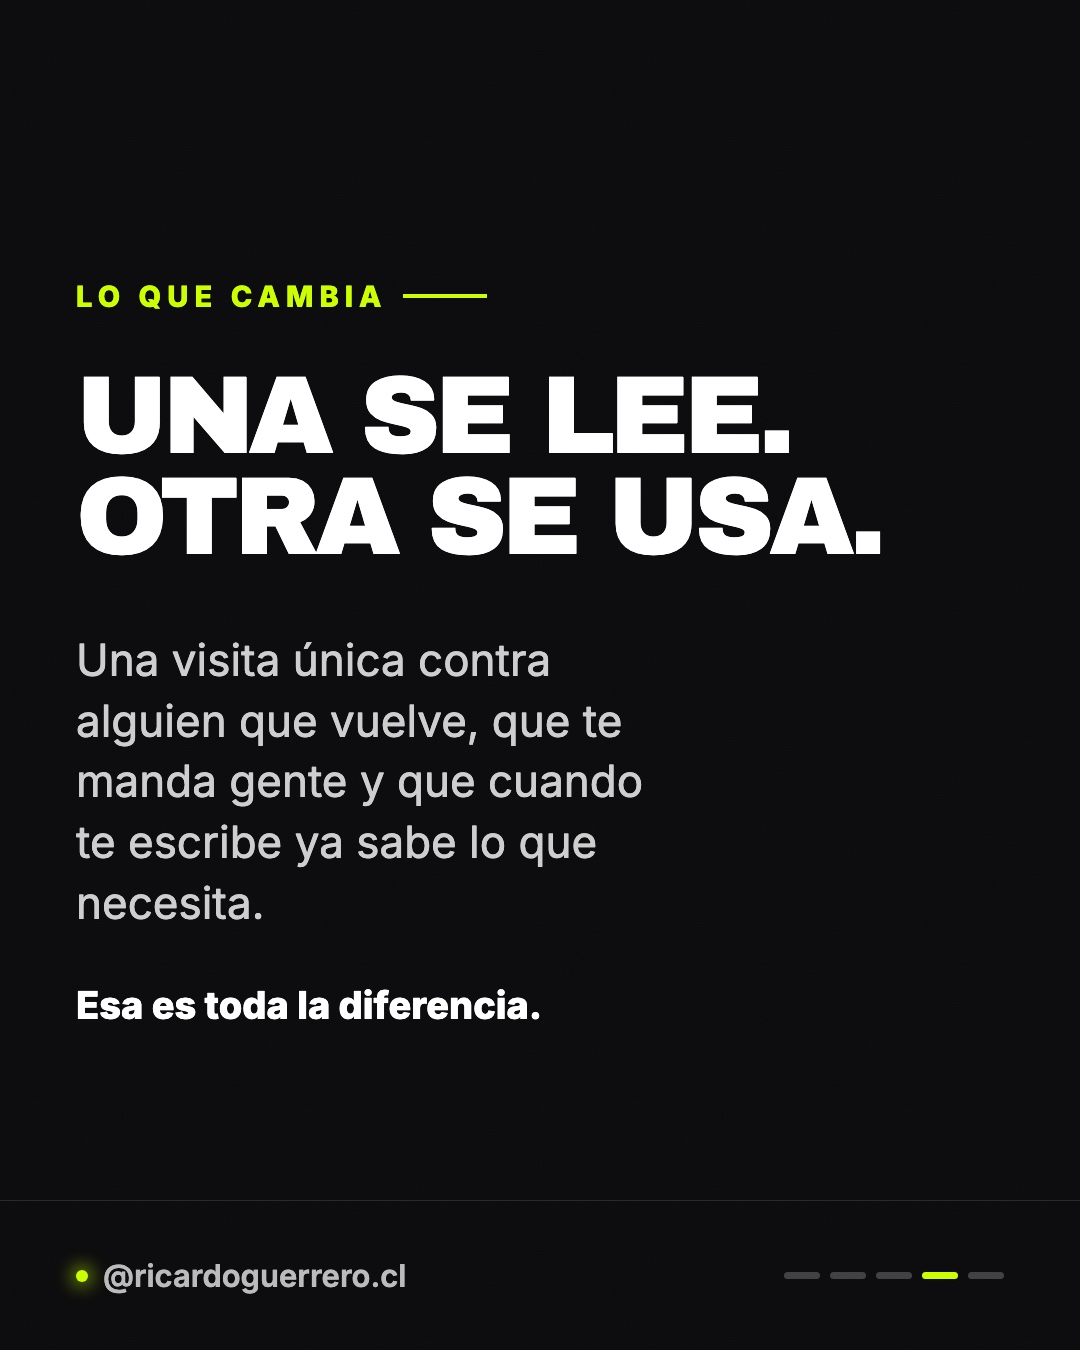 LO QUE CAMBIA
UNA SE LEE.
OTRA SE USA.
Una visita única contra
alguien que vuelve, que te
manda gente y que cuando
te escribe ya sabe lo que
necesita.
Esa es toda la diferencia.
@ricardoguerrero.cl